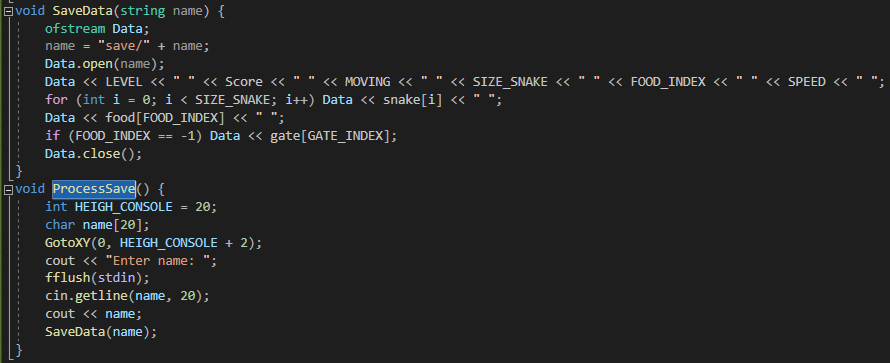 void SaveData(string name) {
ofstream Data;
name = "save/" + name;
Data.open(name);
Data << LEVEL << " " << Score << " " << MOVING << " " << SIZE_SNAKE << " " << FOOD_INDEX << " " << SPEED << " ";
for (int i = 0; i < SIZE_SNAKE; i++) Data << snake[i] << " ";
Data << food[FOOD_INDEX] << " ";
if (FOOD_INDEX == -1) Data << gate[GATE_INDEX];
Data.close();
}
void ProcessSave() {
int HEIGH_CONSOLE = 20;
char name[20];
GotoXY(0, HEIGH_CONSOLE + 2);
cout << "Enter name: ";
fflush(stdin);
cin.getline(name, 20);
cout << name;
SaveData(name);
}